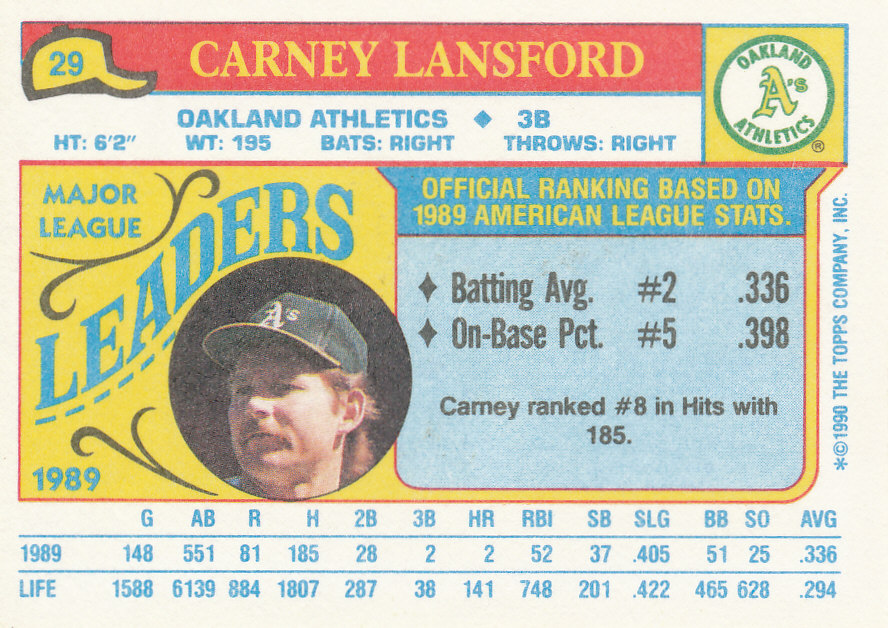 29
CARNEY LANSFORD
OAKLAND
A's
ATHLETICS
®
OAKLAND ATHLETICS ◆ 3B
HT: 6'2" WT: 195 BATS: RIGHT THROWS: RIGHT
MAJOR
LEAGUE
LEADERS
1989
A's
OFFICIAL RANKING BASED ON
1989 AMERICAN LEAGUE STATS.
◆ Batting Avg. #2 .336
◆ On-Base Pct. #5 .398
Carney ranked #8 in Hits with
185.
*©1990 THE TOPPS COMPANY, INC.
G AB R H 2B 3B HR RBI SB SLG BB SO AVG
1989 148 551 81 185 28 2 2 52 37 .405 51 25 .336
LIFE 1588 6139 884 1807 287 38 141 748 201 .422 465 628 .294